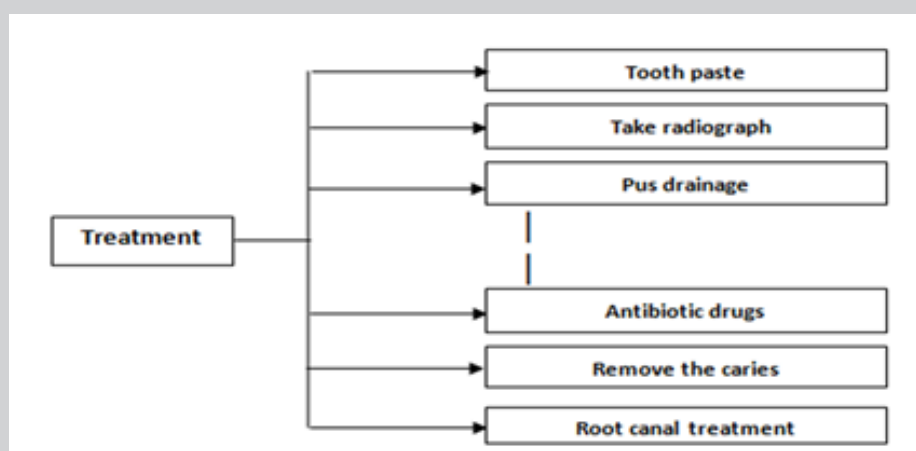 Tooth paste
Take radiograph
Pus drainage
Treatment
Antibiotic drugs
Remove the caries
Root canal treatment